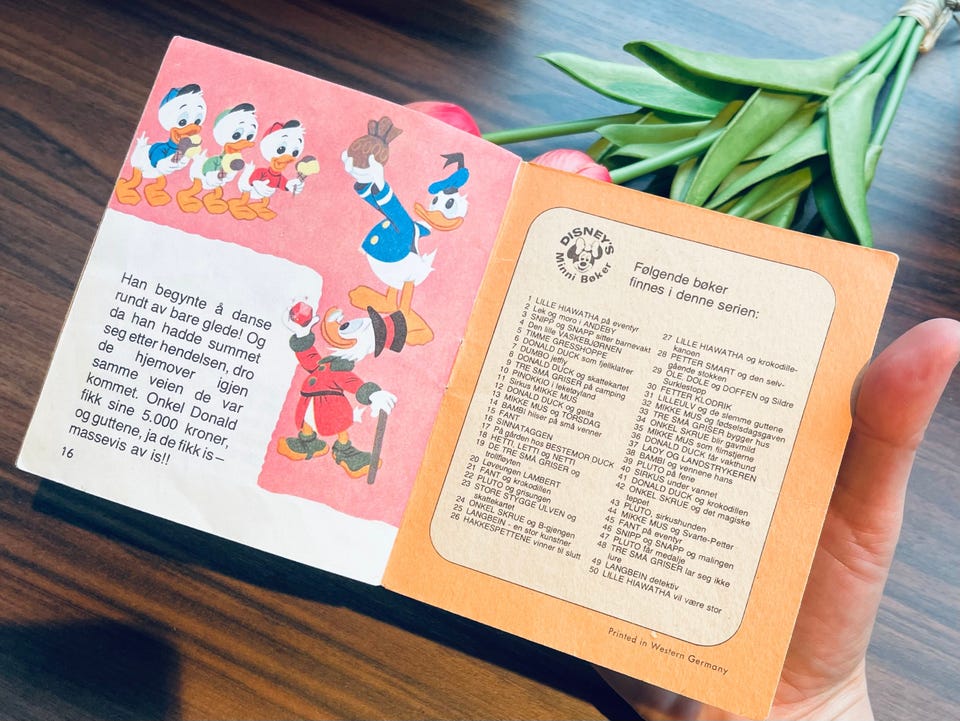 Han begynte å danse
rundt av bare glede! Og
da han hadde summet
seg etter hendelsen, dro
de hjemover igjen
samme veien de var
kommet. Onkel Donald
fikk sine 5.000 kroner,
og guttene, ja de fikk is —
massevis av is!!
16
DISNEY'S
Minni Bøker
Følgende bøker
finnes i denne serien:
1 LILLE HIAWATHA på eventyr
2 Lek og moro i ANDEBY
3 SNIPP og SNAPP sitter barnevakt
4 Den lille VASKEBJØRNEN
5 TIMME GRESSHOPPE
6 DONALD DUCK som fjellklatrer
7 DUMBO jetfly
8 DONALD DUCK og skattekartet
9 TRE SMÅ GRISER på camping
10 PINOKKIO i lekeløyland
11 Sirkus MIKKE MUS
12 DONALD DUCK og geita
13 MIKKE MUS og TORSDAG
14 BAMBI hilser på små venner
15 FANT
16 SINNATAGGEN
17 På gården hos BESTEMOR DUCK
18 HETTI, LETTI og NETTI
19 DE TRE SMÅ GRISER og
trollfløyten
20 Løveungen LAMBERT
21 FANT og krokodillen
22 PLUTO og grisungen
23 STORE STYGGE ULVEN og
skattekartet
24 ONKEL SKRUE og B-gjengen
25 LANGBEIN - en stor kunstner
26 HAKKESPETTENE vinner til slutt
27 LILLE HIAWATHA og krokodille-
kanoen
28 PETTER SMART og den selv-
gående stokken
29 OLE, DOLE og DOFFEN og Sildre
Surklestopp
30 PETTER KLODRIK
31 LILLEULV og de slemme guttene
32 MIKKE MUS og fødselsdagsgaven
33 TRE SMÅ GRISER bygger hus
34 ONKEL SKRUE blir gavmild
35 MIKKE MUS som filmstjerne
36 DONALD DUCK får vakthund
37 LADY OG LANDSTRYKEREN
38 BAMBI og vennene hans
39 PLUTO på ferie
40 SIRKUS under vannet
41 DONALD DUCK og krokodillen
42 ONKEL SKRUE og det magiske
teppet
43 PLUTO, sirkushunden
44 MIKKE MUS og Svarte-Petter
45 FANT på eventyr
46 SNIPP og SNAPP og malingen
47 PLUTO får medalje
48 TRE SMÅ GRISER lar seg ikke
lure
49 LANGBEIN detektiv
50 LILLE HIAWATHA vil være stor
Printed in Western Germany